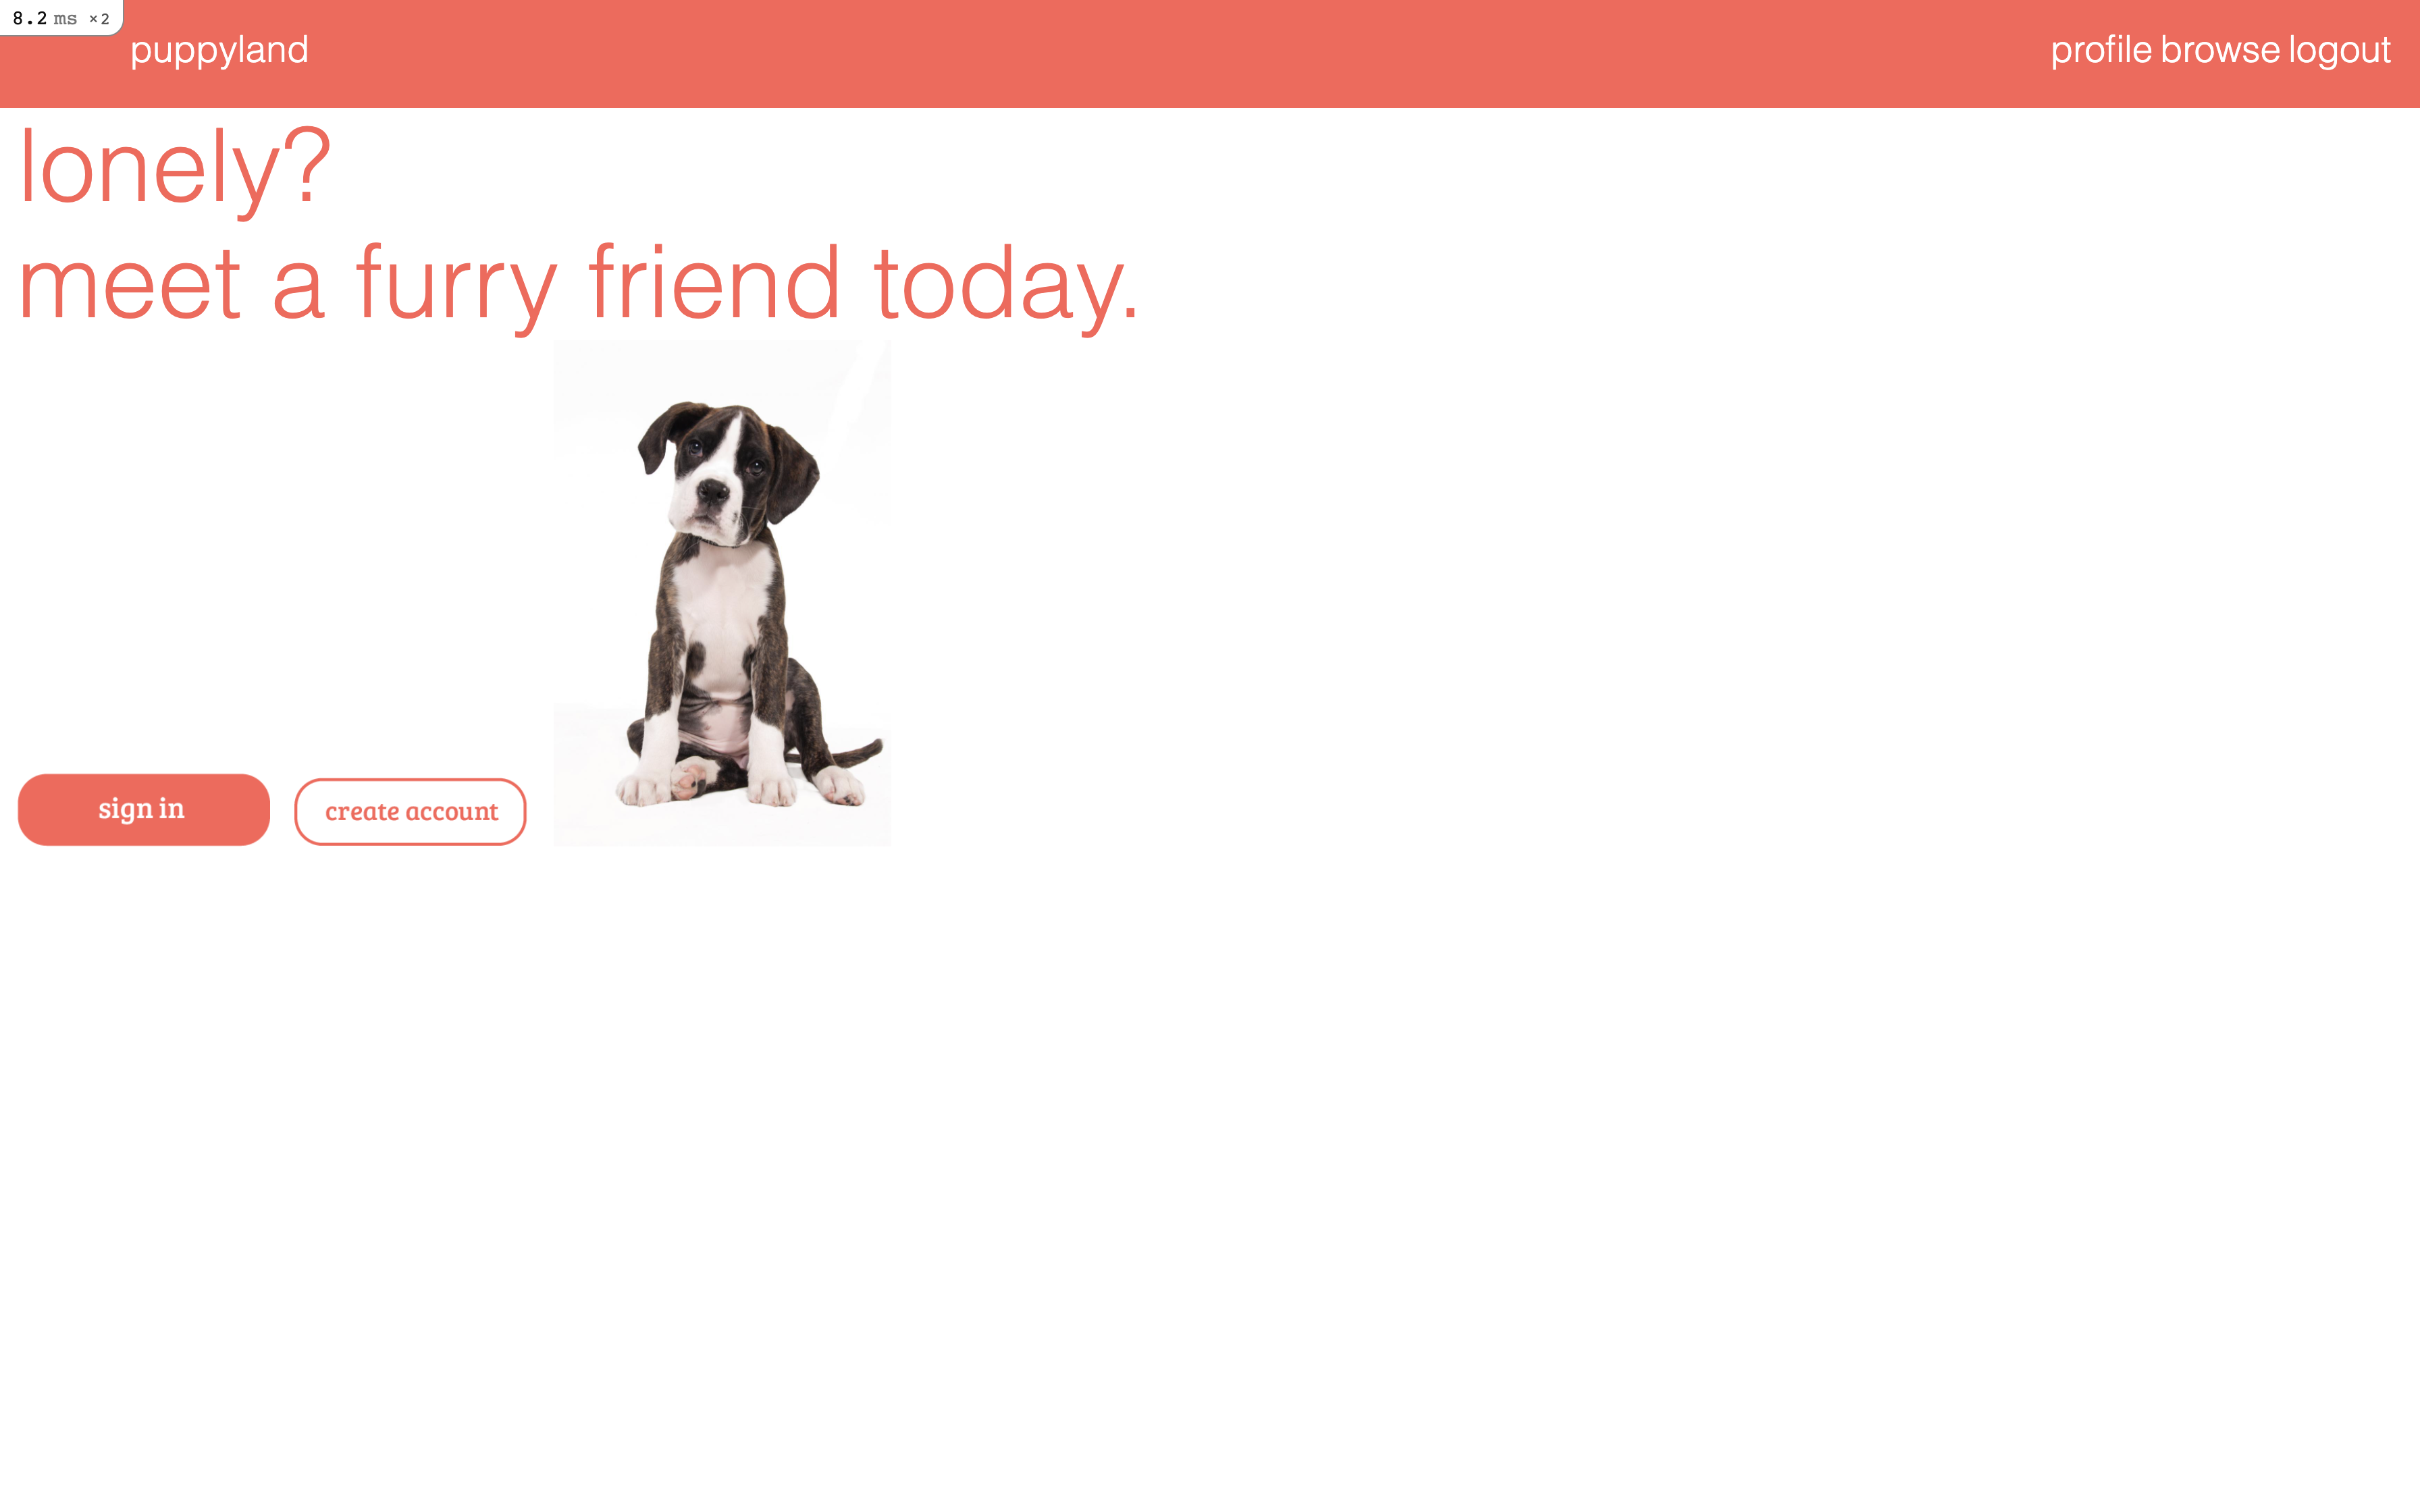 8.2 ms ×2
puppyland
profile browse logout
lonely?
meet a furry friend today.
sign in
create account